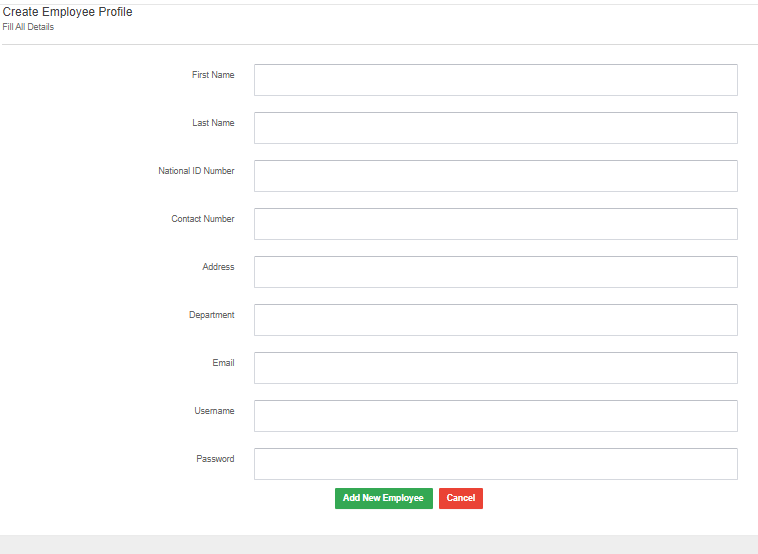 Create Employee Profile
Fill All Details
First Name
Last Name
National ID Number
Contact Number
Address
Department
Email
Username
Password
Add New Employee Cancel